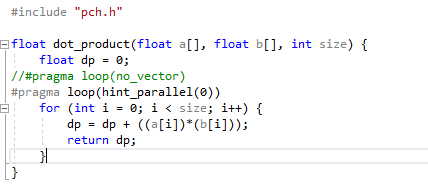 #include "pch.h"
float dot_product(float a[], float b[], int size) {
float dp = 0;
//#pragma loop(no_vector)
#pragma loop(hint_parallel(0))
for (int i = 0; i < size; i++) {
dp = dp + ((a[i])*(b[i]));
return dp;
}
}